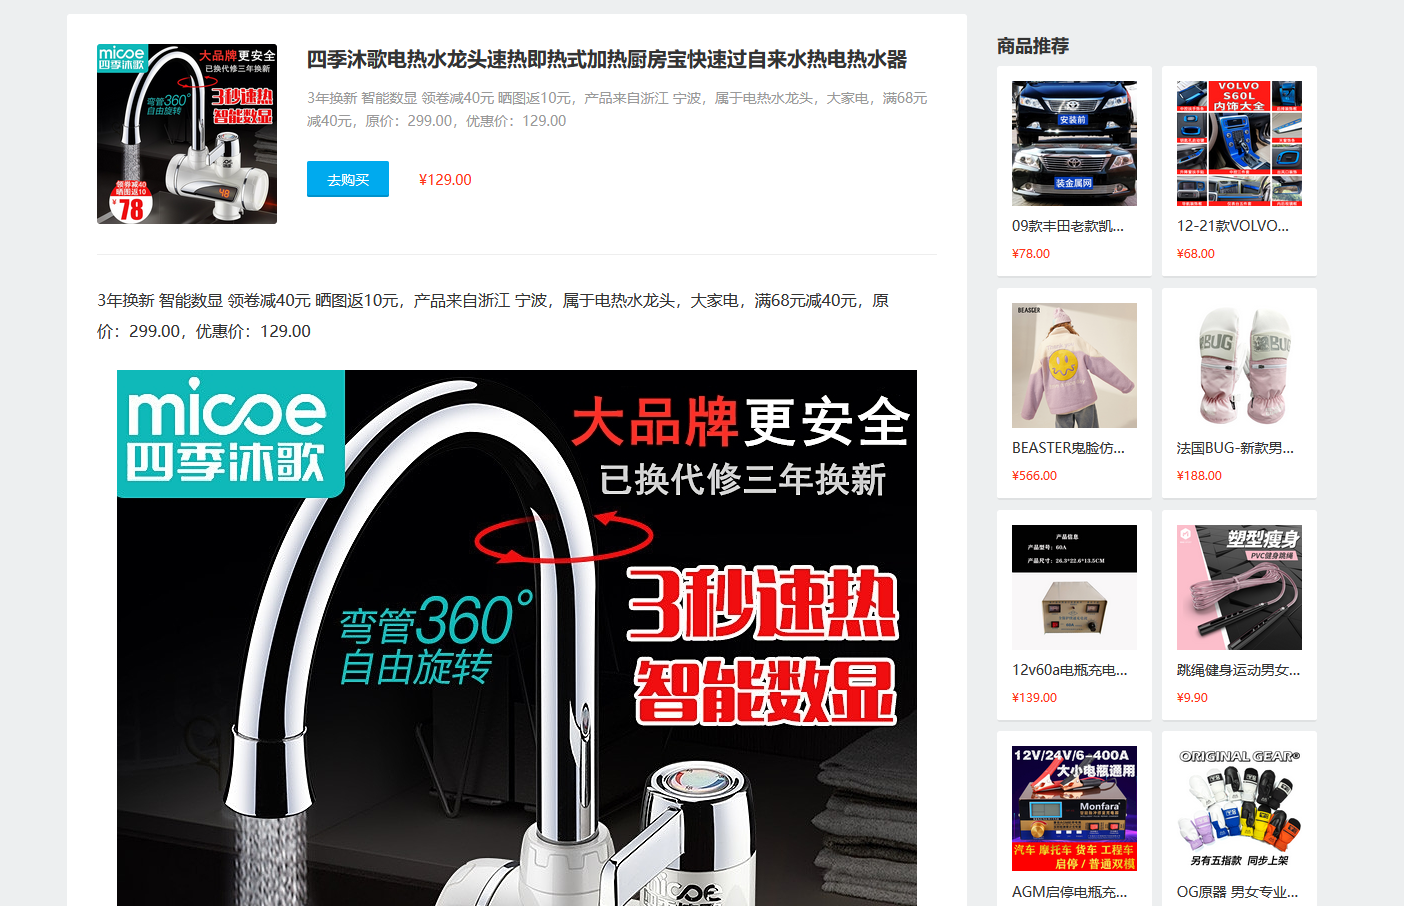 micoe
四季沐歌
大品牌更安全
已换代修三年换新
弯管360°
自由旋转
3秒速热
智能数显
领券减40
晒图返10
¥78
48
四季沐歌电热水龙头速热即热式加热厨房宝快速过自来水热电热水器
3年换新 智能数显 领卷减40元 晒图返10元，产品来自浙江 宁波，属于电热水龙头，大家电，满68元
减40元，原价：299.00，优惠价：129.00
去购买
¥129.00
3年换新 智能数显 领卷减40元 晒图返10元，产品来自浙江 宁波，属于电热水龙头，大家电，满68元减40元，原
价：299.00，优惠价：129.00
micoe
四季沐歌
大品牌更安全
已换代修三年换新
弯管360°
自由旋转
3秒速热
智能数显
micoe
商品推荐
安装前
装金属网
09款丰田老款凯...
¥78.00
VOLVO
S60L
内饰大全
12-21款VOLVO...
¥68.00
BEASTER
BEASTER鬼脸仿...
¥566.00
BUG
BUG
法国BUG-新款男...
¥188.00
产品信息
产品型号：60A
产品尺寸：26.3*22.6*13.5CM
12v60a电瓶充电...
¥139.00
塑型瘦身
PVC健身跳绳
跳绳健身运动男女...
¥9.90
12V/24V/6-400A
大小电瓶通用
Monfara
汽车 摩托车 货车 工程车
启停 / 普通双模
AGM启停电瓶充...
ORIGINAL GEAR®
另有五指款 同步上架
OG原器 男女专业...